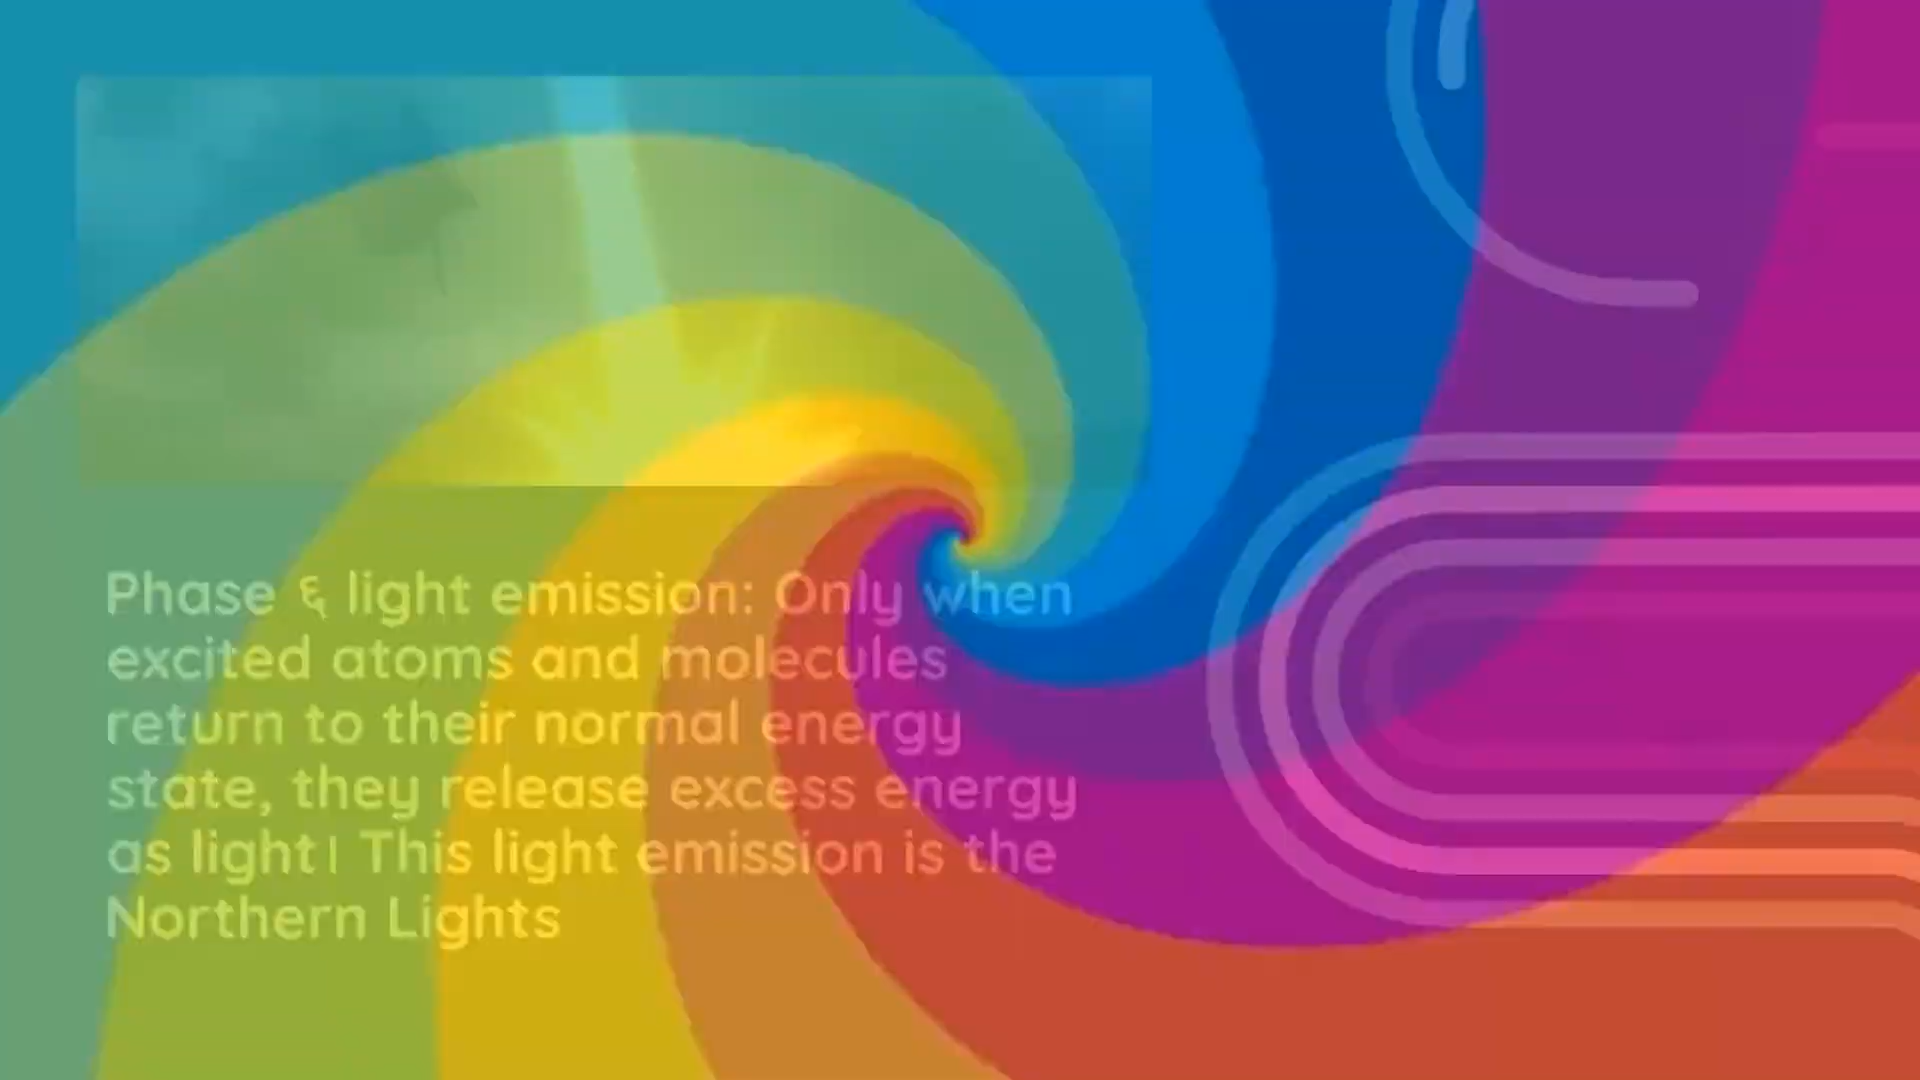 Phase ६ light emission: Only when
excited atoms and molecules
return to their normal energy
state, they release excess energy
as light। This light emission is the
Northern Lights